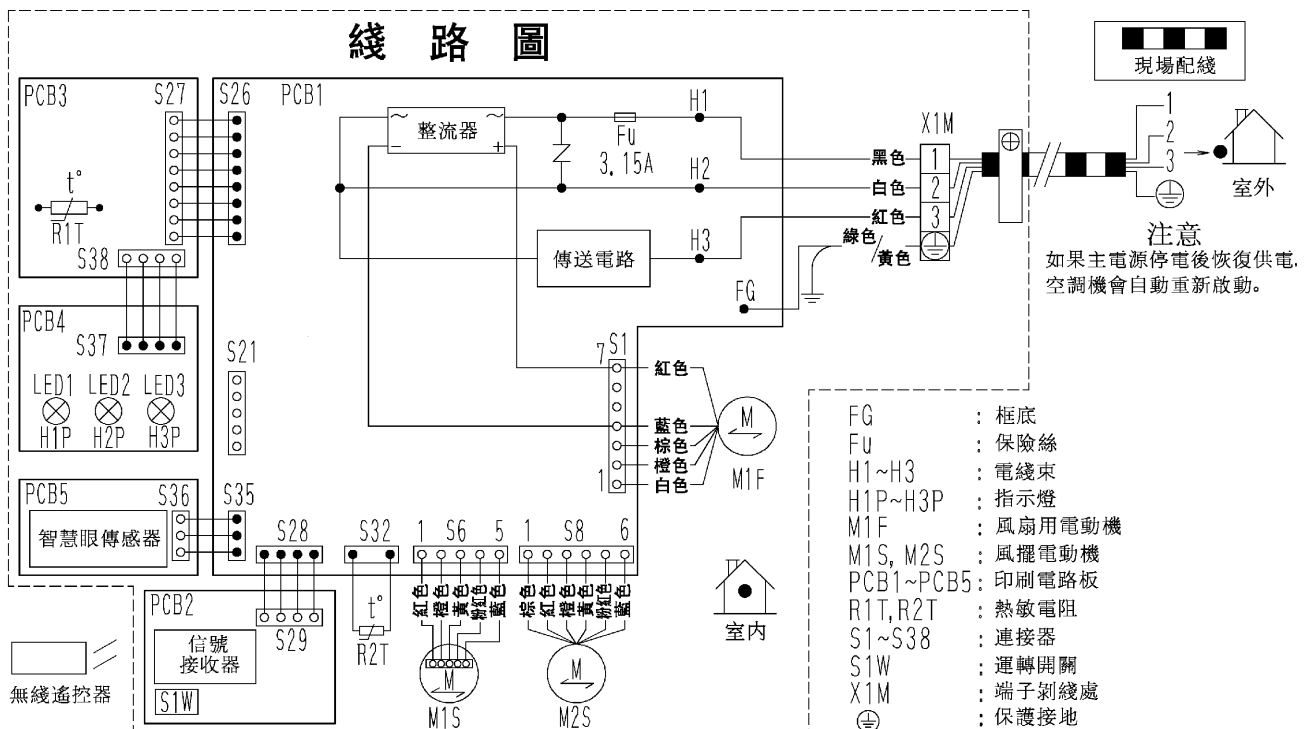 綫 路 圖
現場配綫
PCB3
S27
S26
PCB1
整流器
~
~
−
+
Fu
3.15A
H1
H2
H3
傳送電路
FG
X1M
黑色
白色
紅色
綠色/黃色
1
2
3
1
2
3
室外
注意
如果主電源停電後恢復供電,
空調機會自動重新啟動。
t°
R1T
S38
PCB4
S37
LED1 LED2 LED3
H1P H2P H3P
S21
7 S1
1
紅色
藍色
棕色
橙色
白色
M
M1F
PCB5
S36
S35
智慧眼傳感器
S28
S32
1 S6 5
1 S8 6
PCB2
S29
信號
接收器
S1W
t°
R2T
紅色
橙色
黃色
粉紅色
藍色
M
M1S
棕色
紅色
橙色
黃色
粉紅色
藍色
M
M2S
室内
無綫遙控器
FG : 框底
Fu : 保險絲
H1~H3 : 電綫束
H1P~H3P : 指示燈
M1F : 風扇用電動機
M1S, M2S : 風擺電動機
PCB1~PCB5 : 印刷電路板
R1T,R2T : 熱敏電阻
S1~S38 : 連接器
S1W : 運轉開關
X1M : 端子剝綫處
: 保護接地